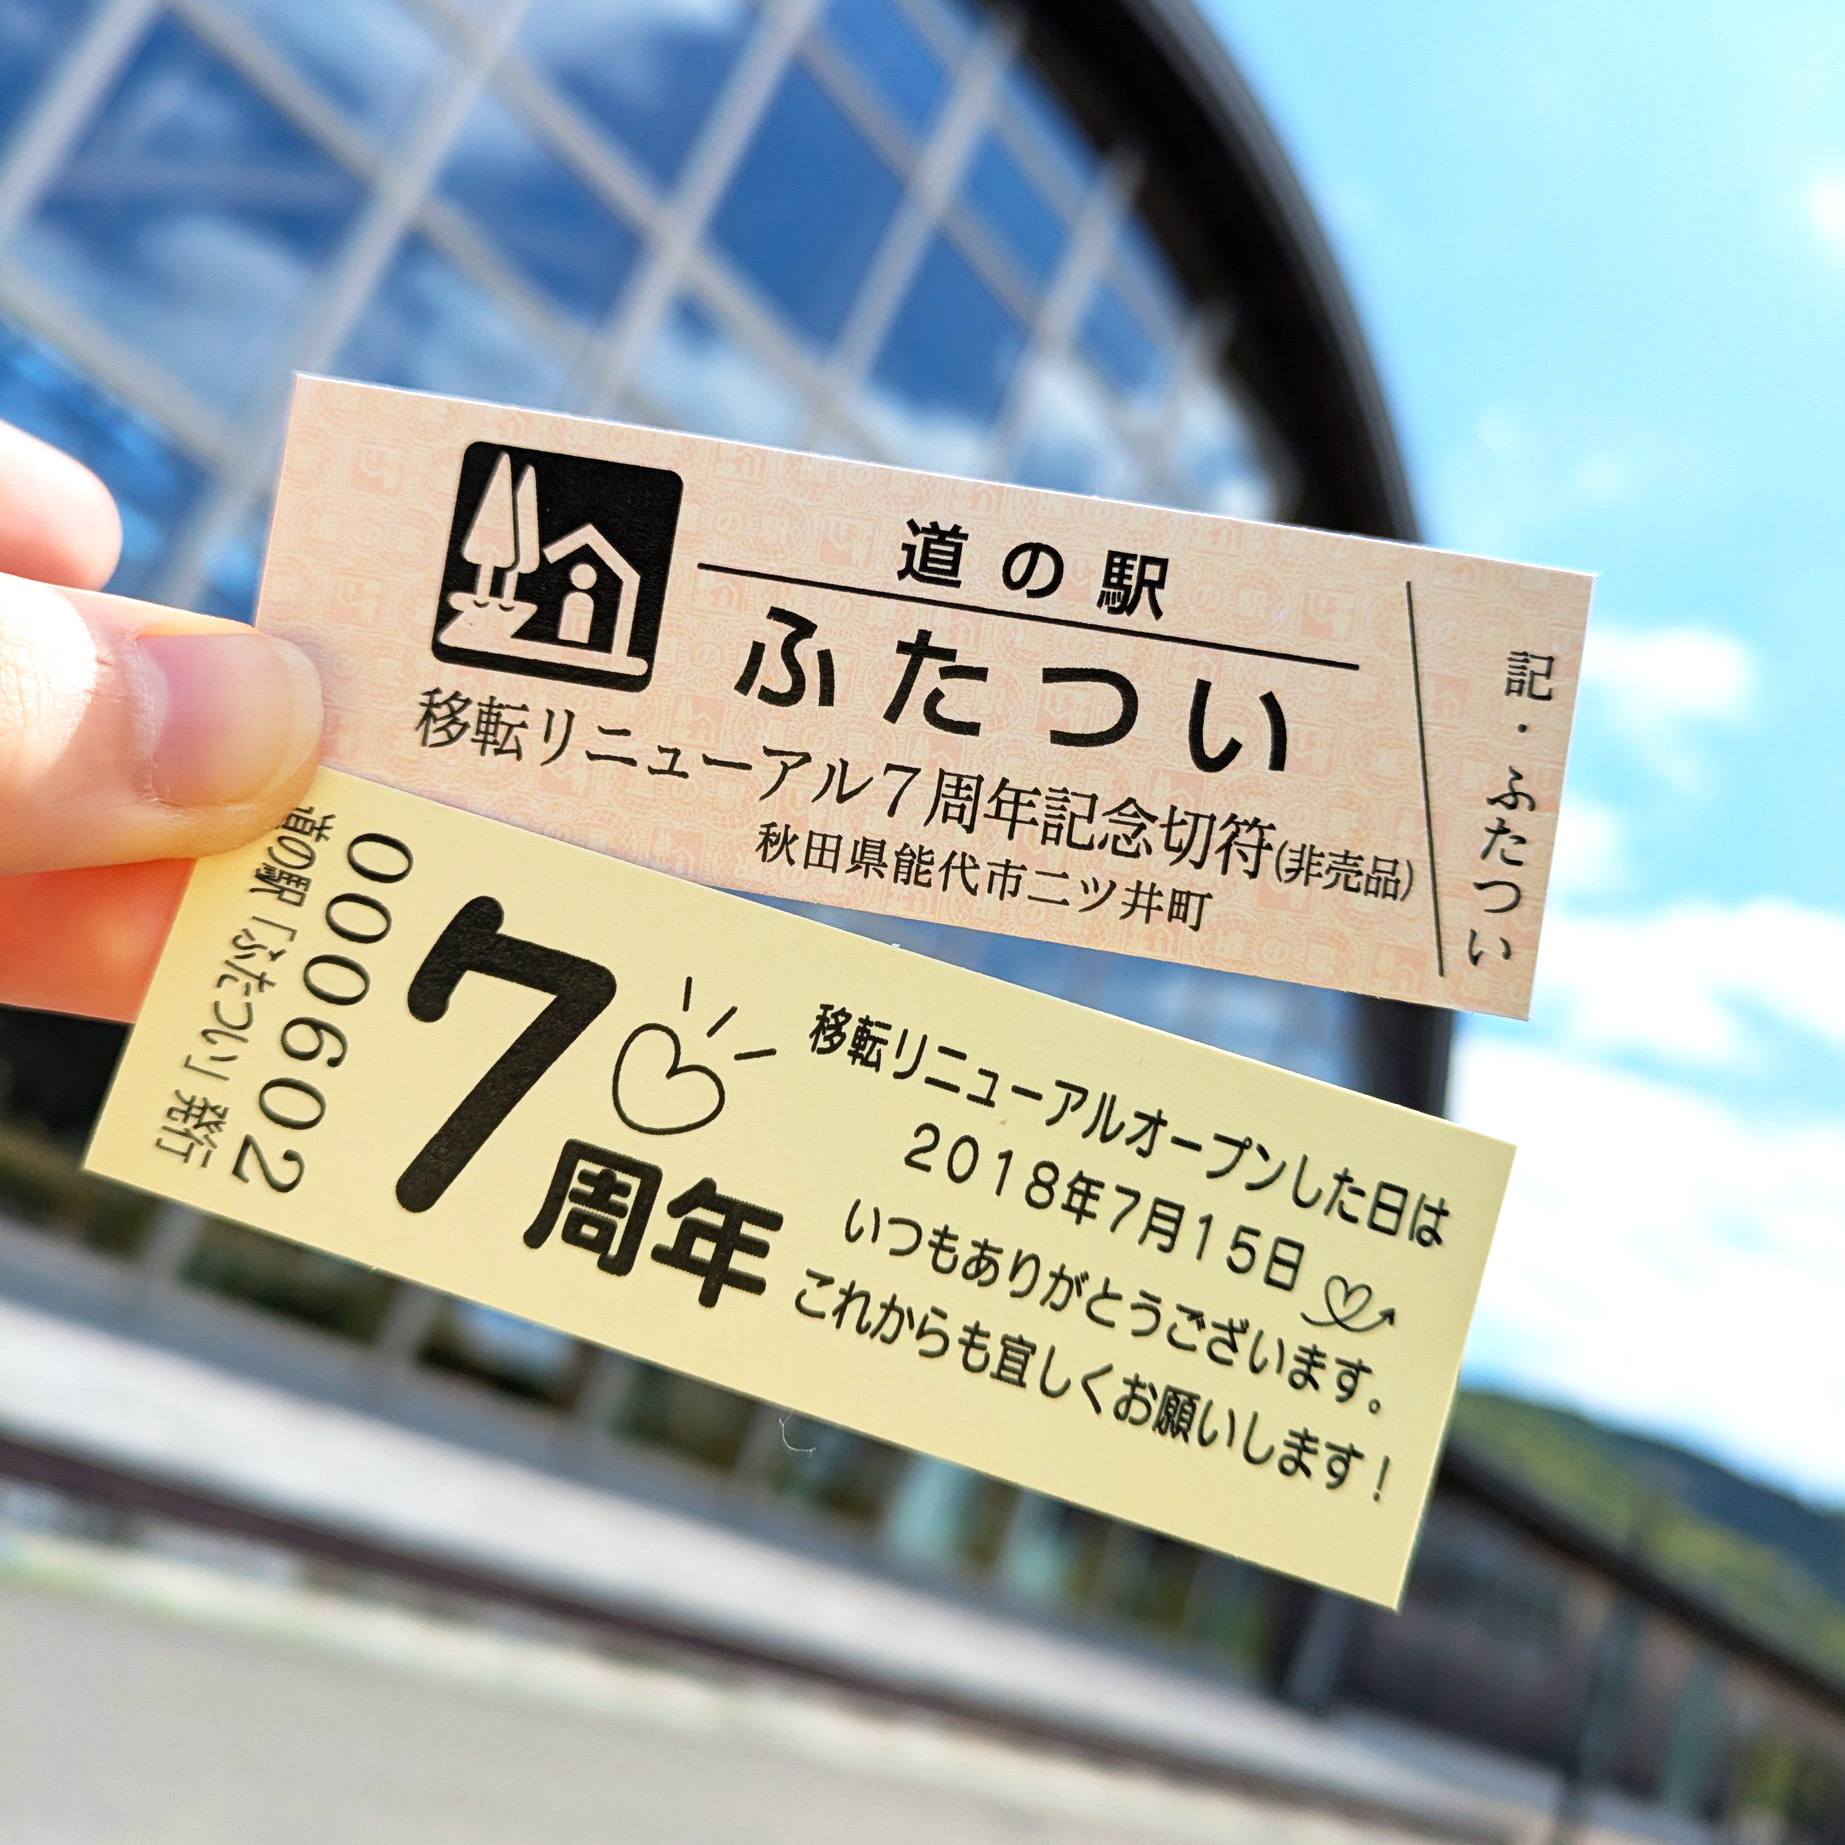 道の駅
ふたつい
移転リニューアル7周年記念切符(非売品)
秋田県能代市二ツ井町
記・ふたつい
道の駅「ふたつい」発行
000602
7周年
移転リニューアルオープンした日は
2018年7月15日
いつもありがとうございます。
これからも宜しくお願いします!